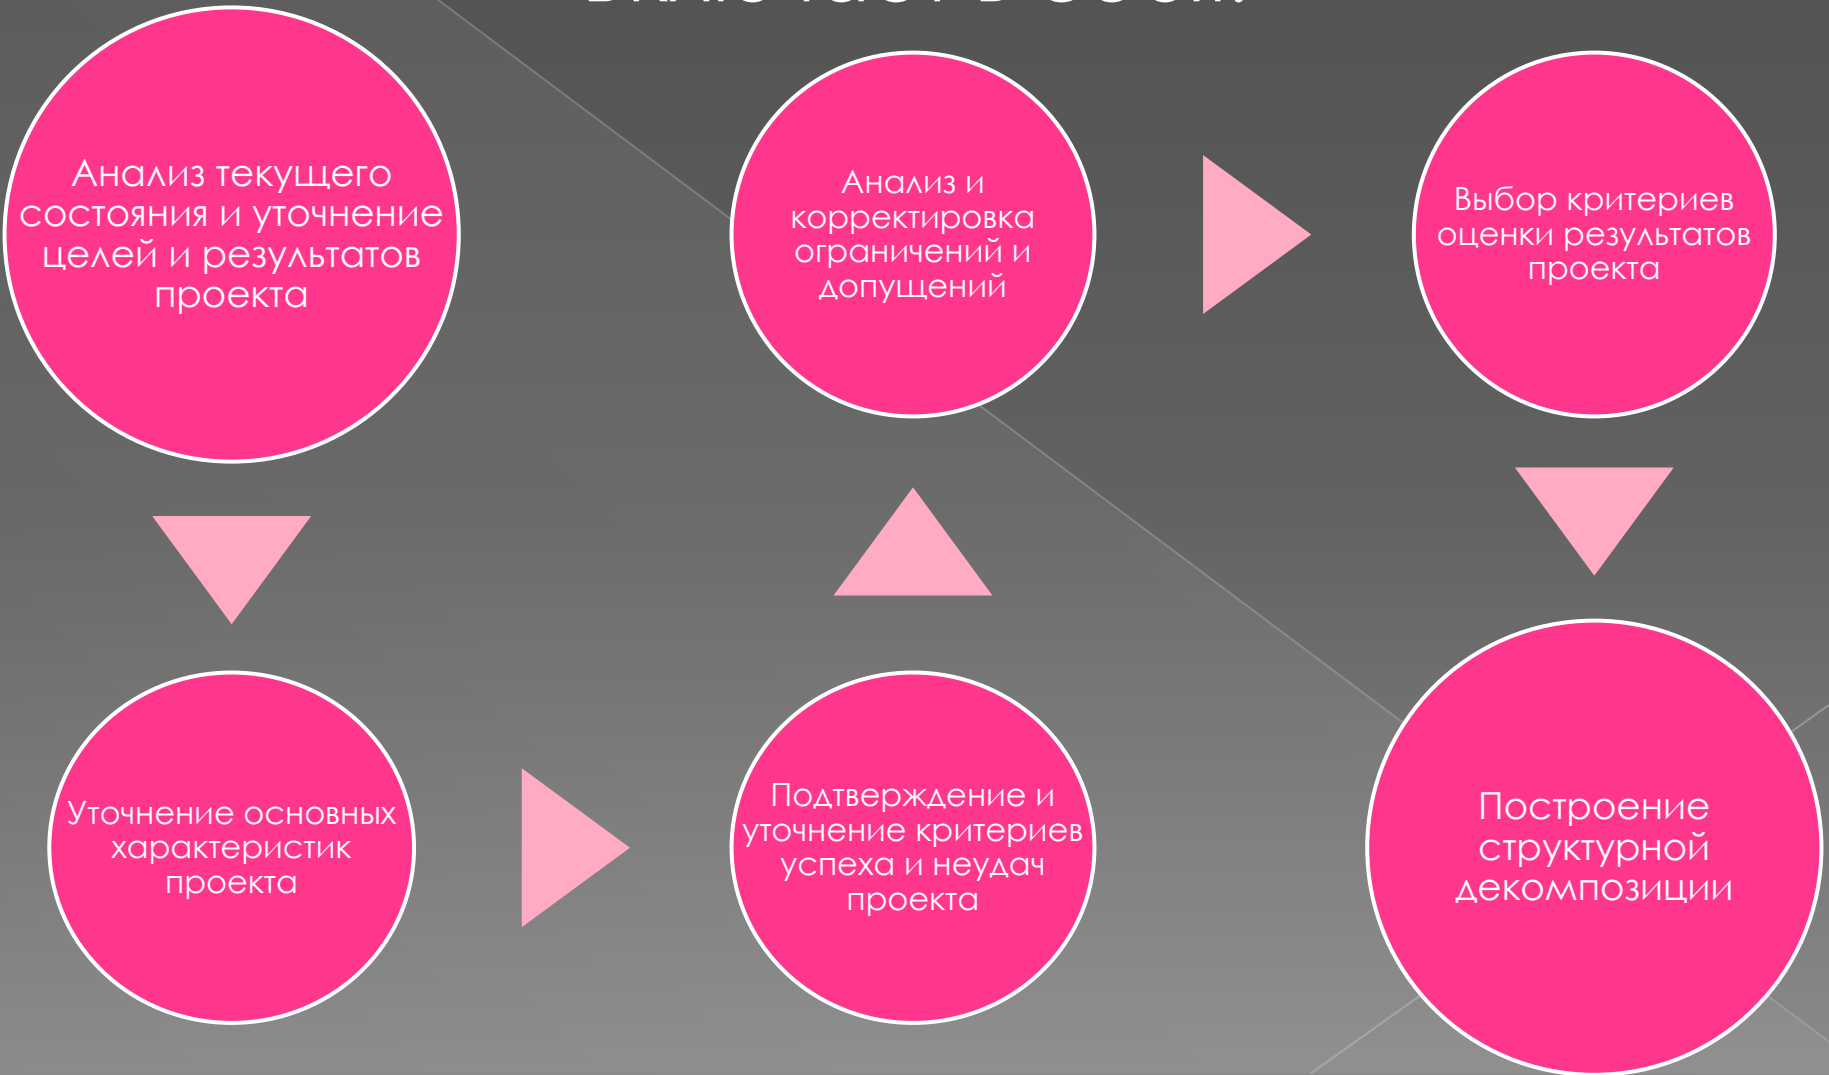 Анализ текущего
состояния и уточнение
целей и результатов
проекта
Уточнение основных
характеристик
проекта
Подтверждение и
уточнение критериев
успеха и неудач
проекта
Анализ и
корректировка
ограничений и
допущений
Выбор критериев
оценки результатов
проекта
Построение
структурной
декомпозиции